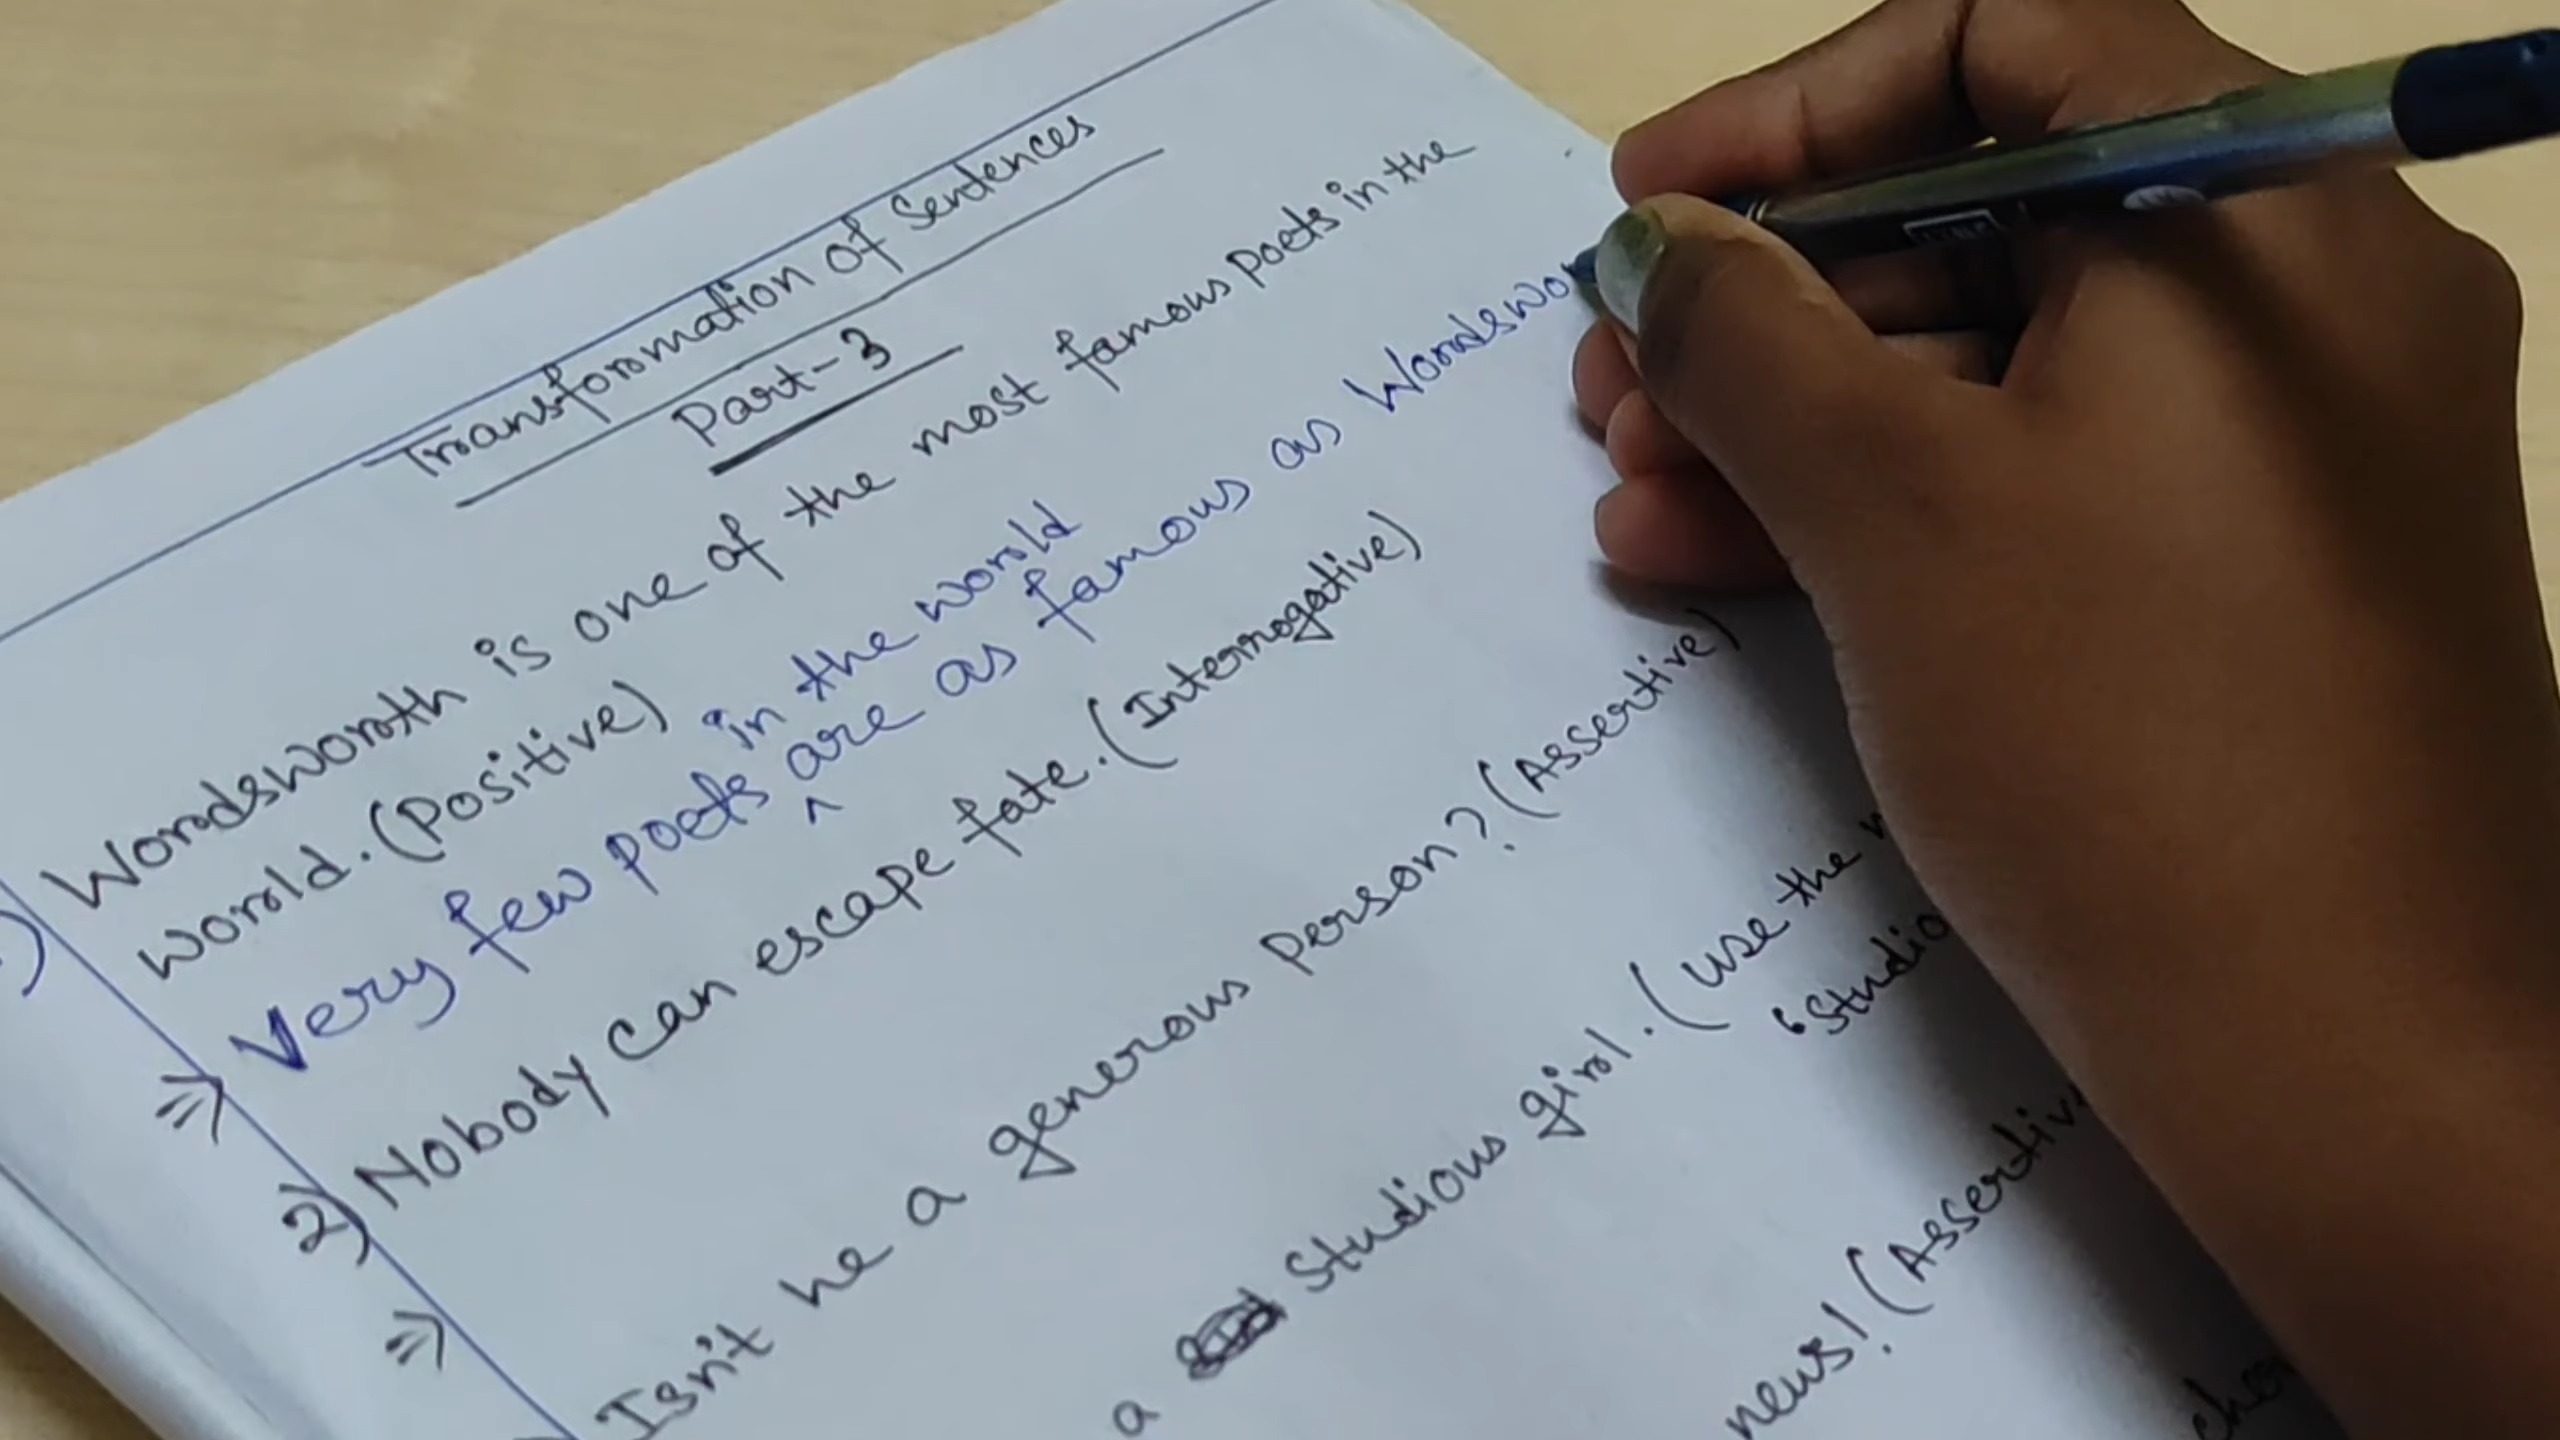 Transformation of Sentences
Part-3
) Wordsworth is one of the most famous poets in the
world. (Positive)
in the world
⇒ Very few poets ^ are as famous as Wordswo
2) Nobody can escape fate. (Interrogative)
⇒
Isn't he a generous person? (Assertive)
a studious girl. (use the
'Studio
news! (Assertiv